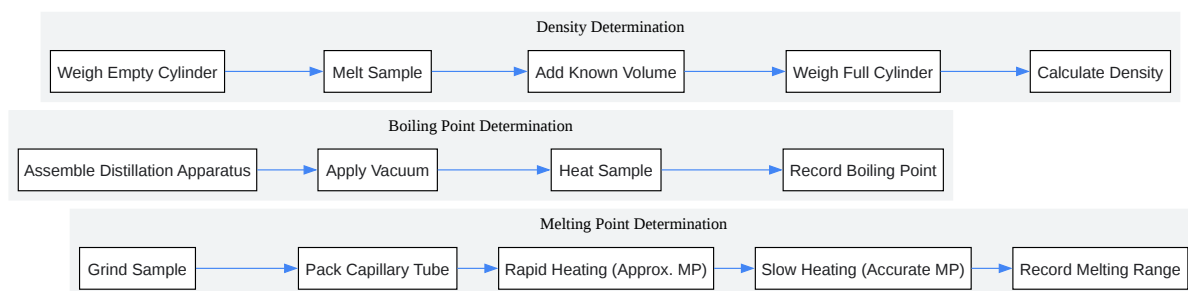 Density Determination
Weigh Empty Cylinder
Melt Sample
Add Known Volume
Weigh Full Cylinder
Calculate Density
Boiling Point Determination
Assemble Distillation Apparatus
Apply Vacuum
Heat Sample
Record Boiling Point
Melting Point Determination
Grind Sample
Pack Capillary Tube
Rapid Heating (Approx. MP)
Slow Heating (Accurate MP)
Record Melting Range